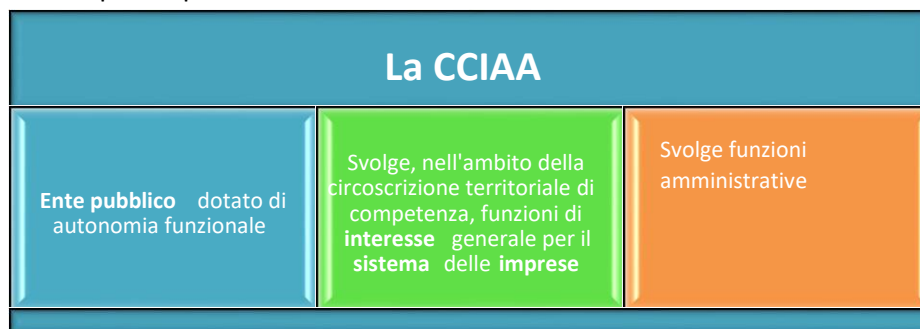 La CCIAA
Ente pubblico dotato di
autonomia funzionale
Svolge, nell'ambito della
circoscrizione territoriale di
competenza, funzioni di
interesse generale per il
sistema delle imprese
Svolge funzioni
amministrative